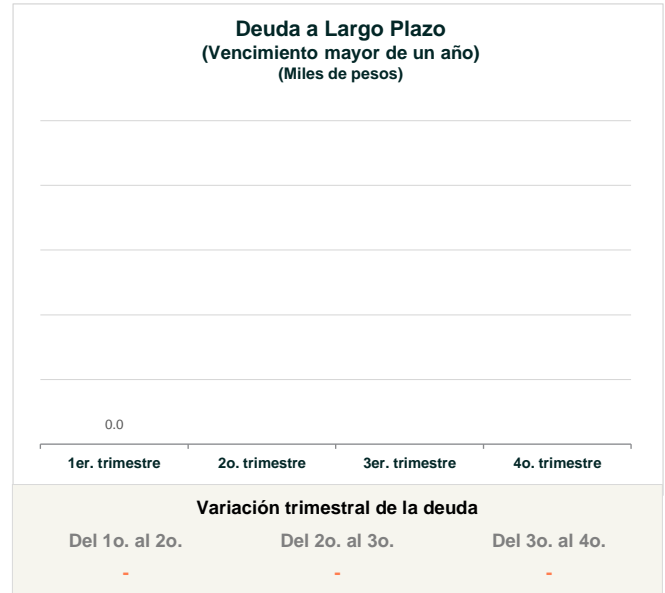 Deuda a Largo Plazo
(Vencimiento mayor de un año)
(Miles de pesos)
0.0
1er. trimestre 2o. trimestre 3er. trimestre 4o. trimestre
Variación trimestral de la deuda
Del 1o. al 2o. Del 2o. al 3o. Del 3o. al 4o.
- - -